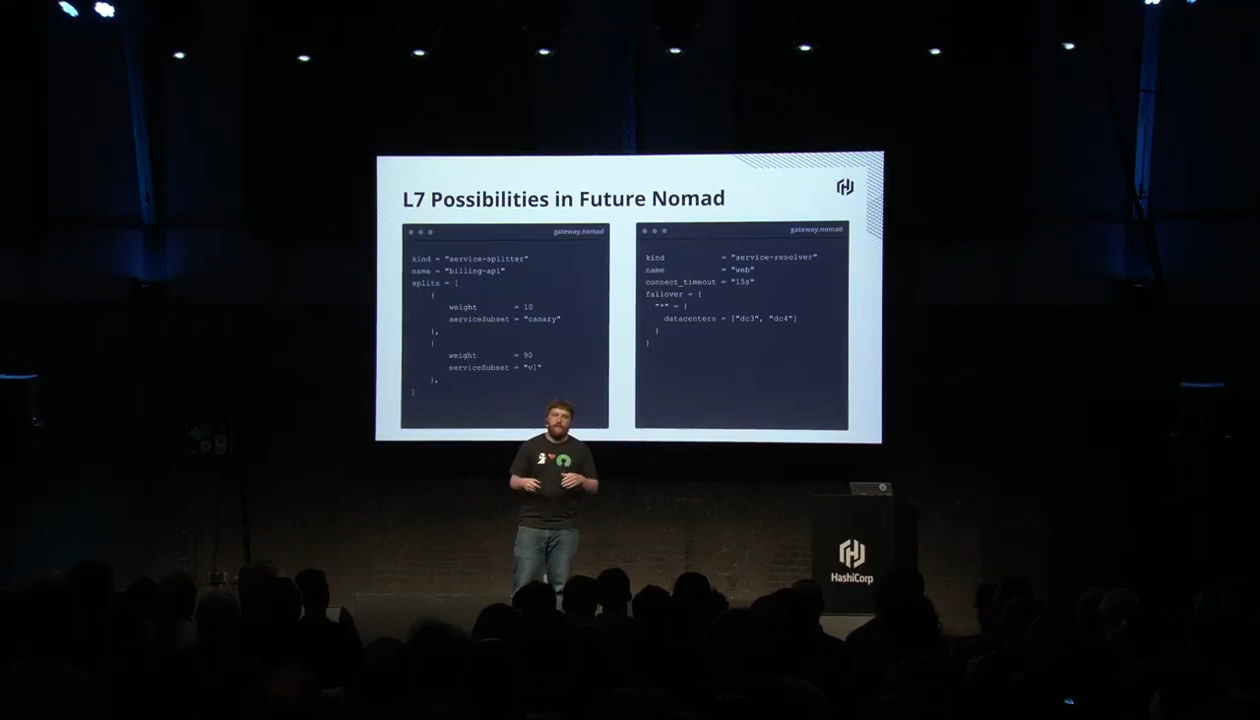 L7 Possibilities in Future Nomad
gateway.nomad
kind = "service-splitter"
name = "billing-api"
splits = [
{
weight = 10
serviceSubset = "canary"
},
{
weight = 90
serviceSubset = "v1"
},
]
gateway.nomad
kind = "service-resolver"
name = "web"
connect_timeout = "15s"
failover = {
"*" = {
datacenters = ["dc3", "dc4"]
}
}
HashiCorp